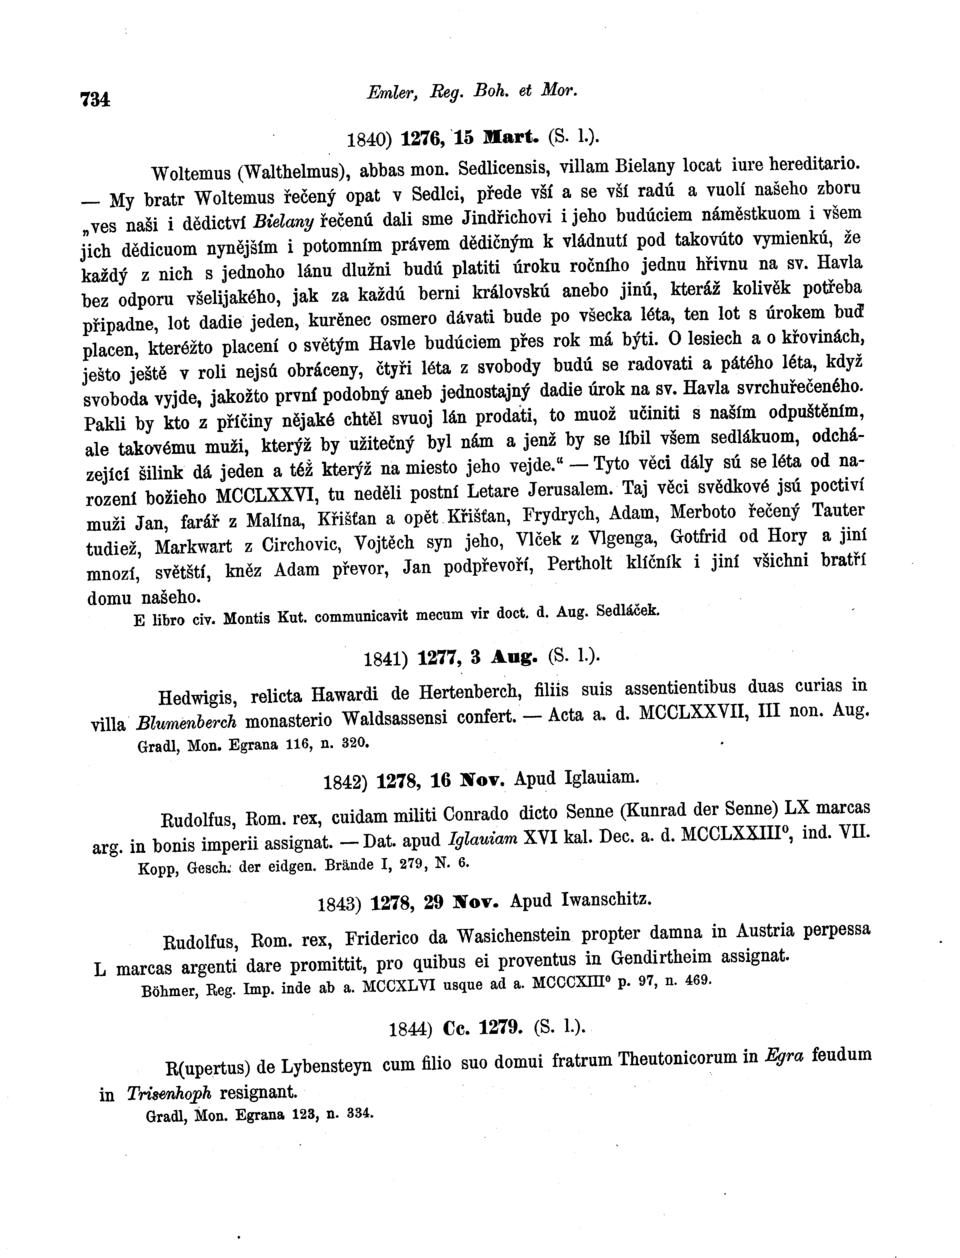 734
Emler, Reg. Boh. et Mor.
1840) 1276, 15 Mart. (S. l.).
Woltemus (Walthelmus), abbas mon. Sedlicensis, villam Bielany locat iure hereditario.
— My bratr Woltemus řečený opat v Sedlci, přede vší a se vší radú a vuolí našeho zboru
„ves naši i dědictví Bielany řečenú dali sme Jindřichovi i jeho budúciem náměstkuom i všem
jich dědicuom nynějším i potomním právem dědičným k vládnutí pod takovúto vymienkú, že
každý z nich s jednoho lánu dlužni budú platiti úroku ročního jednu hřivnu na sv. Havla
bez odporu všelijakého, jak za každú berni královskú anebo jinú, kteráž kolivěk potřeba
připadne, lot dadie jeden, kurěnec osmero dávati bude po všecka léta, ten lot s úrokem buď
placen, kteréžto placení o světým Havle budúciem přes rok má býti. O lesiech a o křovinách,
ješto ještě v roli nejsú obráceny, čtyři léta z svobody budú se radovati a pátého léta, když
svoboda vyjde, jakožto první podobný aneb jednostajný dadie úrok na sv. Havla svrchuřečeného.
Pakli by kto z příčiny nějaké chtěl svuoj lán prodati, to muož učiniti s naším odpuštěním,
ale takovému muži, kterýž by užitečný byl nám a jenž by se líbil všem sedlákuom, odchá-
zející šilink dá jeden a též kterýž na miesto jeho vejde.“ — Tyto věci dály sú se léta od na-
rození božieho MCCLXXVI, tu neděli postní Letare Jerusalem. Taj věci svědkové jsú poctiví
muži Jan, farář z Malína, Křišťan a opět Křišťan, Frydrych, Adam, Merboto řečený Tauter
tudiež, Markwart z Circhovic, Vojtěch syn jeho, Vlček z Vlgenga, Gotfrid od Hory a jiní
mnozí, světští, kněz Adam převor, Jan podpřevoří, Pertholt klíčník i jiní všichni bratří
domu našeho.
E libro civ. Montis Kut. communicavit mecum vir doct. d. Aug. Sedláček.
1841) 1277, 3 Aug. (S. l.).
Hedwigis, relicta Hawardi de Hertenberch, filiis suis assentientibus duas curias in
villa Blumenberch monasterio Waldsassensi confert. — Acta a. d. MCCLXXVII, III non. Aug.
Gradl, Mon. Egrana 116, n. 320.
1842) 1278, 16 Nov. Apud Iglauiam.
Rudolfus, Rom. rex, cuidam militi Conrado dicto Senne (Kunrad der Senne) LX marcas
arg. in bonis imperii assignat. — Dat. apud Iglauiam XVI kal. Dec. a. d. MCCLXXIIIº, ind. VII.
Kopp, Gesch. der eidgen. Brände I, 279, N. 6.
1843) 1278, 29 Nov. Apud Iwanschitz.
Rudolfus, Rom. rex, Friderico da Wasichenstein propter damna in Austria perpessa
L marcas argenti dare promittit, pro quibus ei proventus in Gendirtheim assignat.
Böhmer, Reg. Imp. inde ab a. MCCXLVI usque ad a. MCCCXIIIº p. 97, n. 469.
1844) Cc. 1279. (S. l.).
R(upertus) de Lybensteyn cum filio suo domui fratrum Theutonicorum in Egra feudum
in Trisenhoph resignant.
Gradl, Mon. Egrana 123, n. 334.